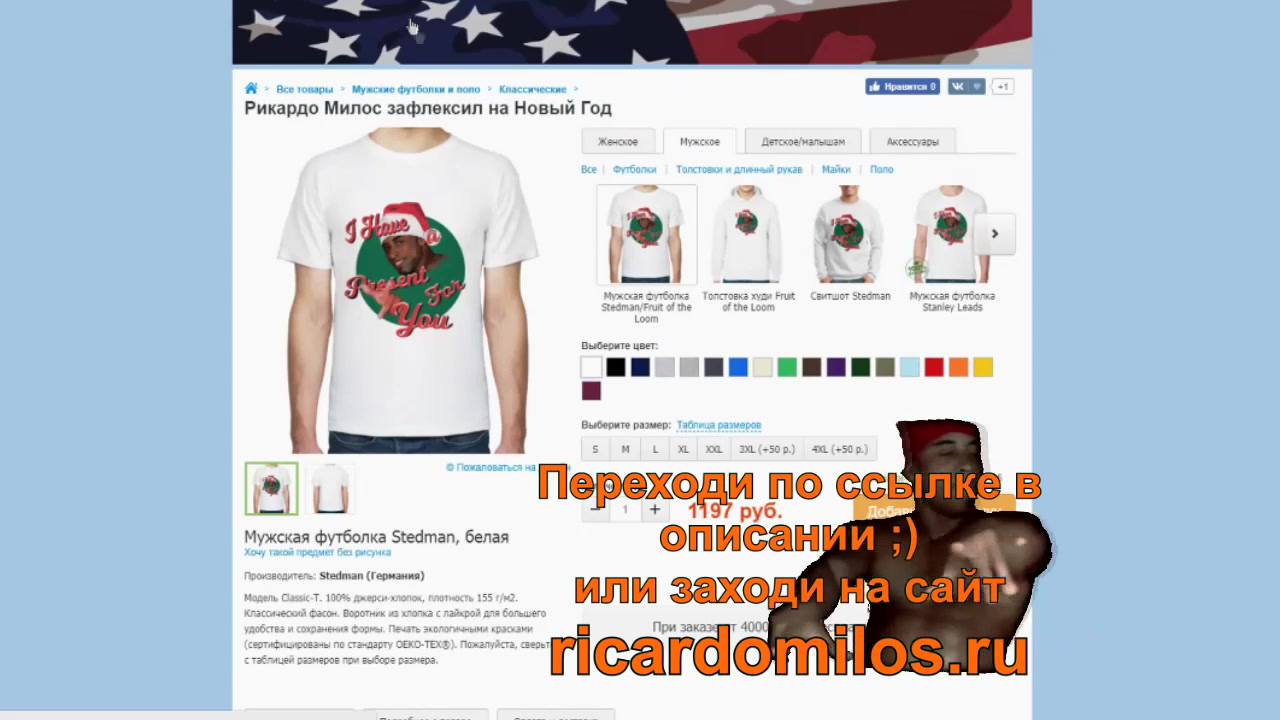 > Все товары > Мужские футболки и поло > Классические >
Нравится 0
+1
Рикардо Милос зафлексил на Новый Год
Женское
Мужское
Детское/малышам
Аксессуары
Все | Футболки | Толстовки и длинный рукав | Майки | Поло
I Have a
Present For
You
Мужская футболка
Stedman/Fruit of the
Loom
Толстовка худи Fruit
of the Loom
Свитшот Stedman
Мужская футболка
Stanley Leads
Выберите цвет:
Выберите размер: Таблица размеров
S M L XL XXL 3XL (+50 р.) 4XL (+50 р.)
© Пожаловаться на
Переходи по ссылке в
− 1 +
1197 руб.
описании ;)
или заходи на сайт
При заказе от 4000
ricardomilos.ru
Мужская футболка Stedman, белая
Хочу такой предмет без рисунка
Производитель: Stedman (Германия)
Модель Classic-T. 100% джерси-хлопок, плотность 155 г/м2.
Классический фасон. Воротник из хлопка с лайкрой для большего
удобства и сохранения формы. Печать экологичными красками
(сертифицированы по стандарту OEKO-TEX®). Пожалуйста, сверьт
с таблицей размеров при выборе размера.